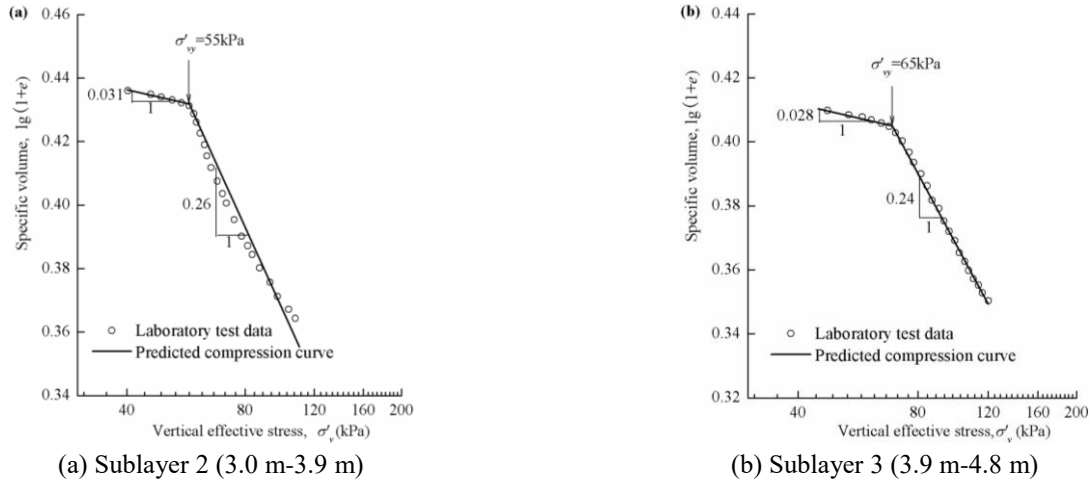 (a)
0.46
0.44
0.42
0.40
0.38
0.36
0.34
Specific volume, lg (1+e)
σ′vy=55kPa
0.031
1
0.26
1
Laboratory test data
Predicted compression curve
40
80
120
160
200
Vertical effective stress, σ′v (kPa)
(a) Sublayer 2 (3.0 m-3.9 m)
(b)
0.44
0.42
0.40
0.38
0.36
0.34
0.32
Specific volume, lg (1+e)
σ′vy=65kPa
0.028
1
0.24
1
Laboratory test data
Predicted compression curve
40
80
120
160
200
Vertical effective stress,σ′v (kPa)
(b) Sublayer 3 (3.9 m-4.8 m)